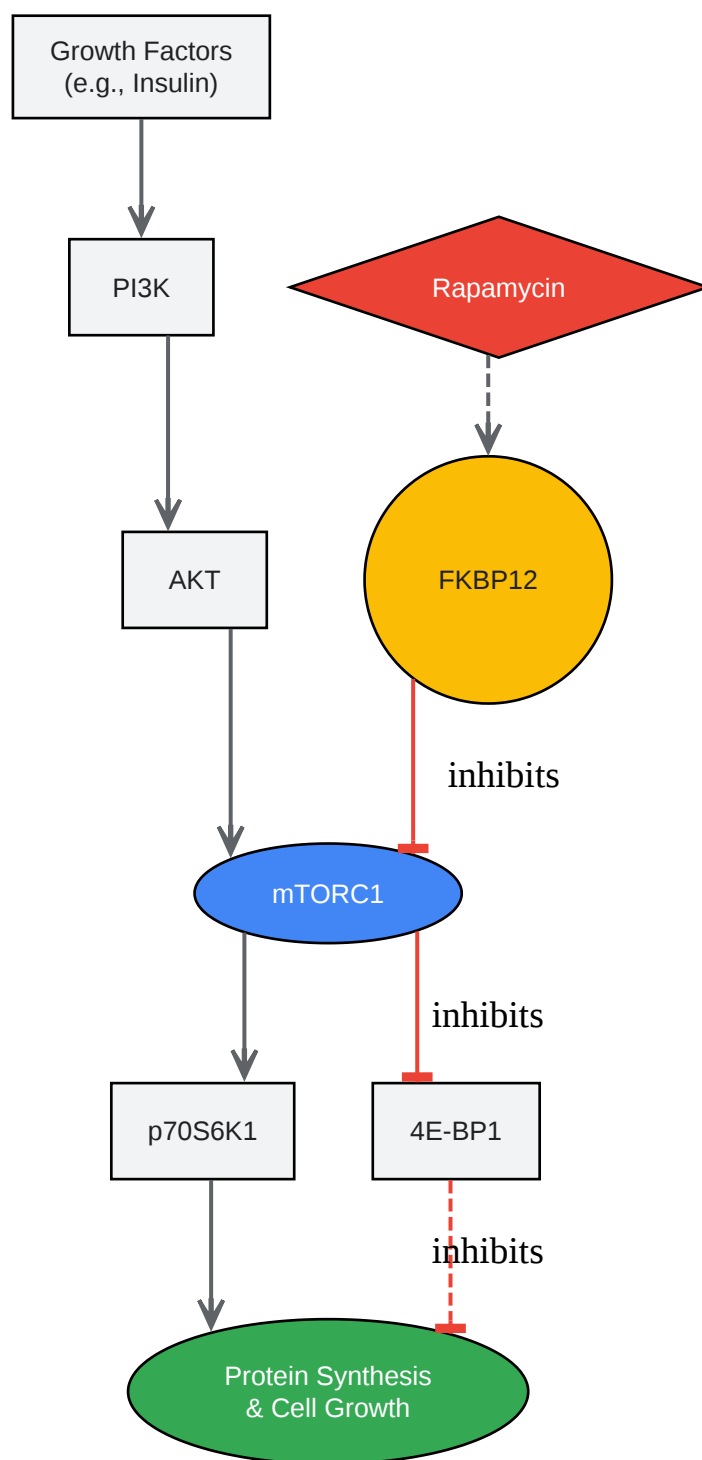 Growth Factors
(e.g., Insulin)
PI3K
Rapamycin
AKT
FKBP12
inhibits
mTORC1
inhibits
p70S6K1
4E-BP1
inhibits
Protein Synthesis
& Cell Growth